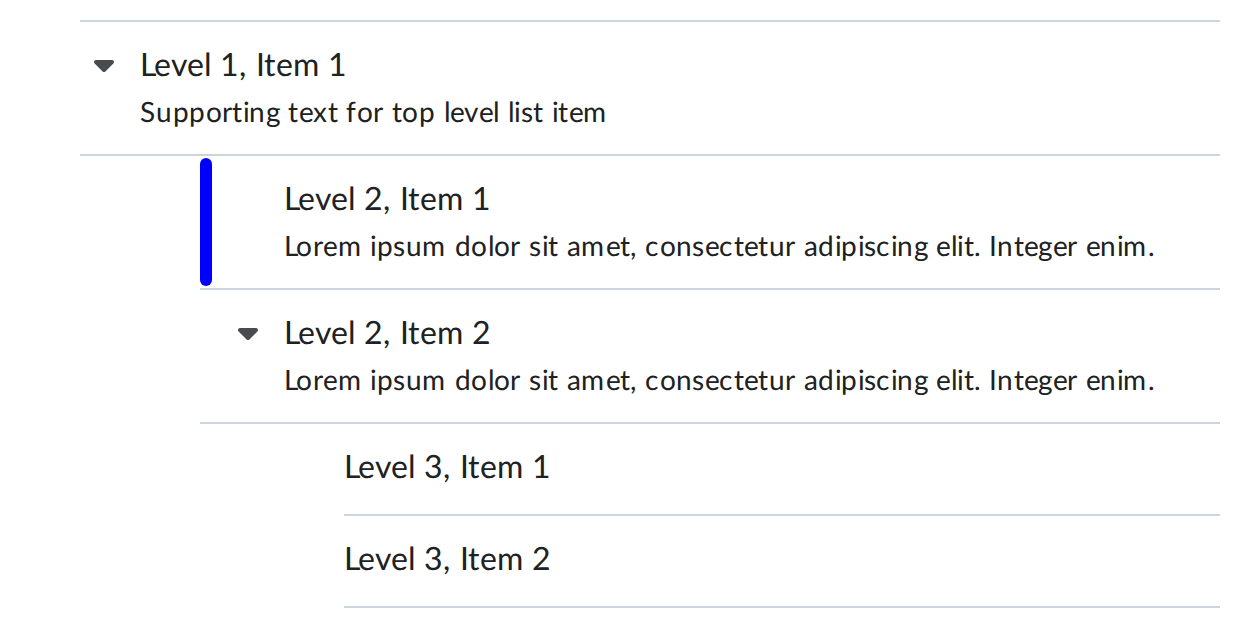 Level 1, Item 1
Supporting text for top level list item
Level 2, Item 1
Lorem ipsum dolor sit amet, consectetur adipiscing elit. Integer enim.
Level 2, Item 2
Lorem ipsum dolor sit amet, consectetur adipiscing elit. Integer enim.
Level 3, Item 1
Level 3, Item 2